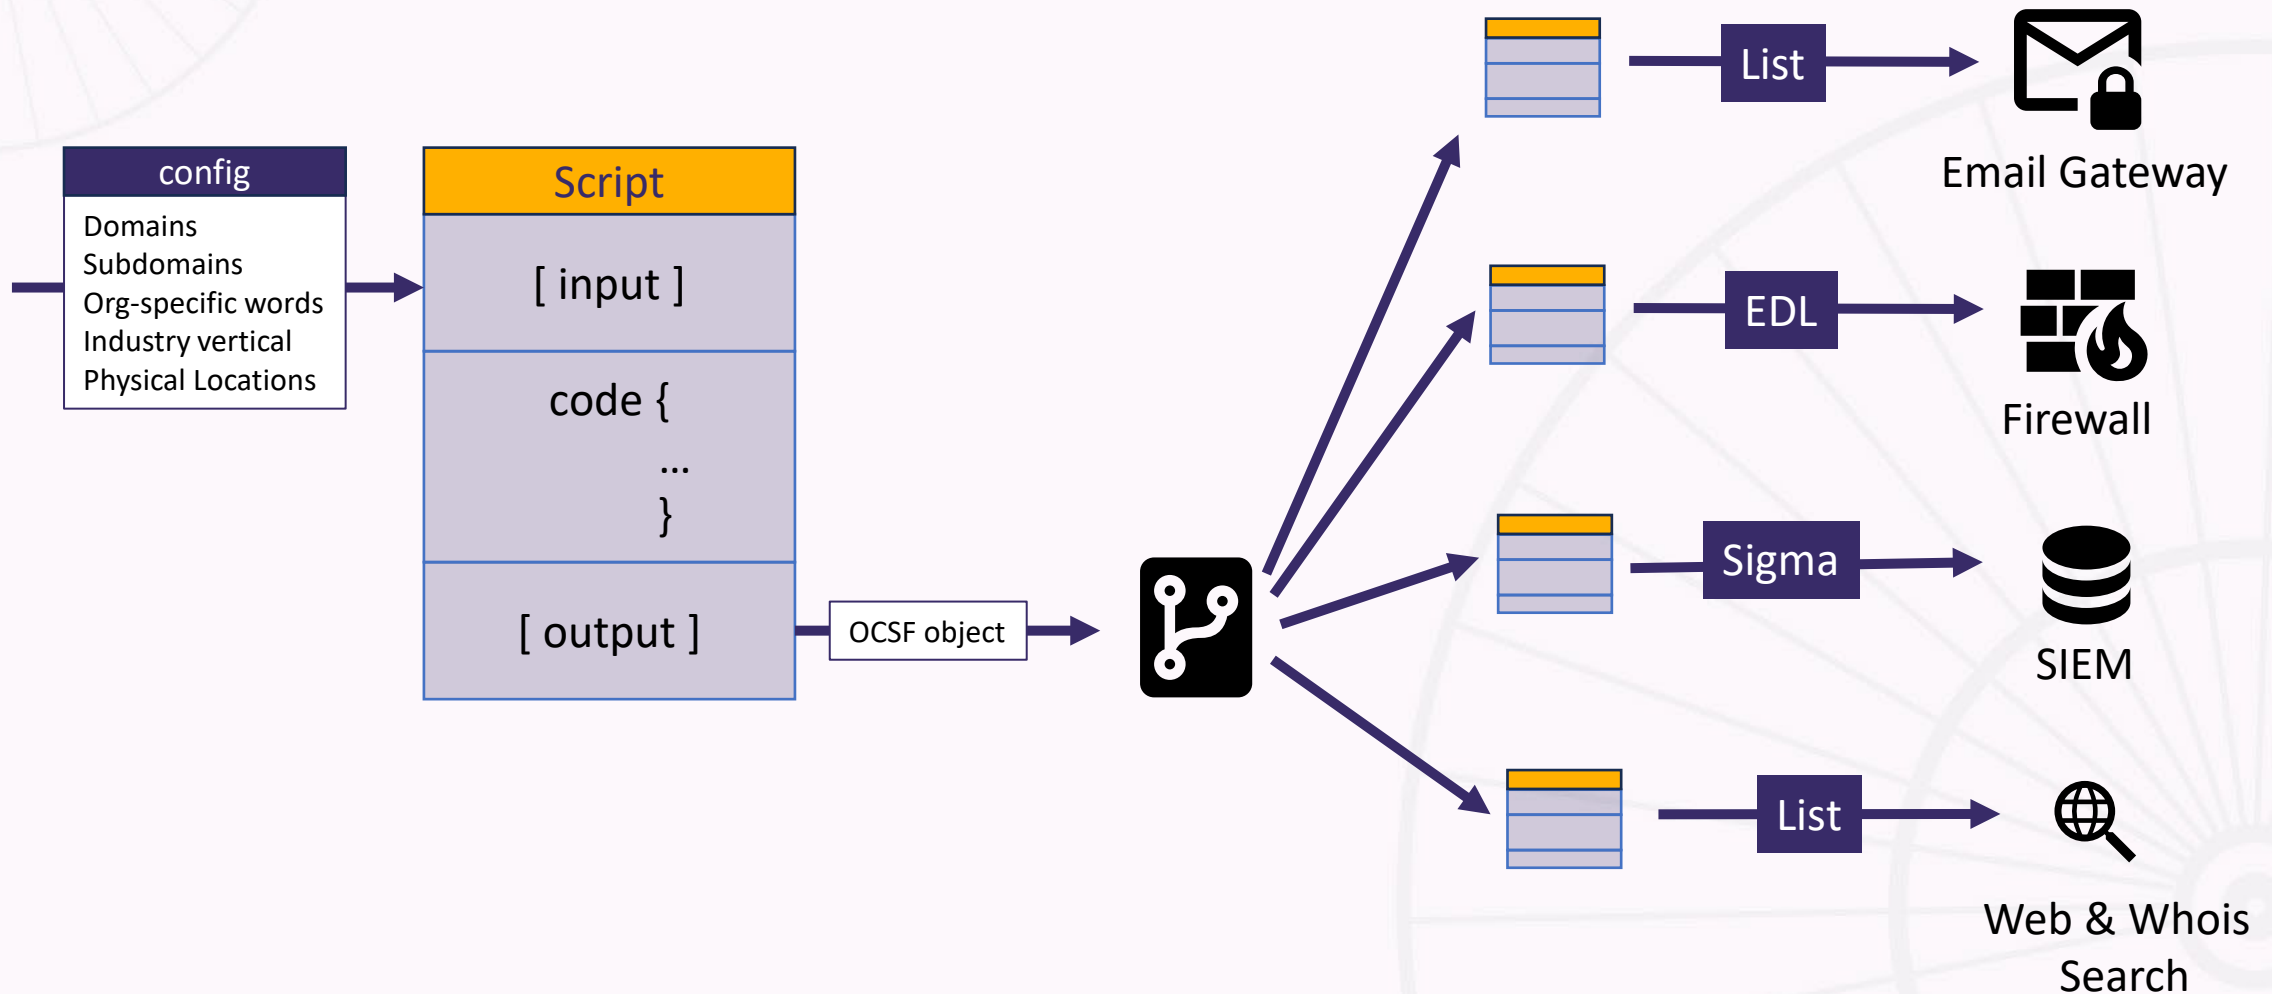 config
Domains
Subdomains
Org-specific words
Industry vertical
Physical Locations
Script
[ input ]
code {
...
}
[ output ]
OCSF object
List
Email Gateway
EDL
Firewall
Sigma
SIEM
List
Web & Whois
Search